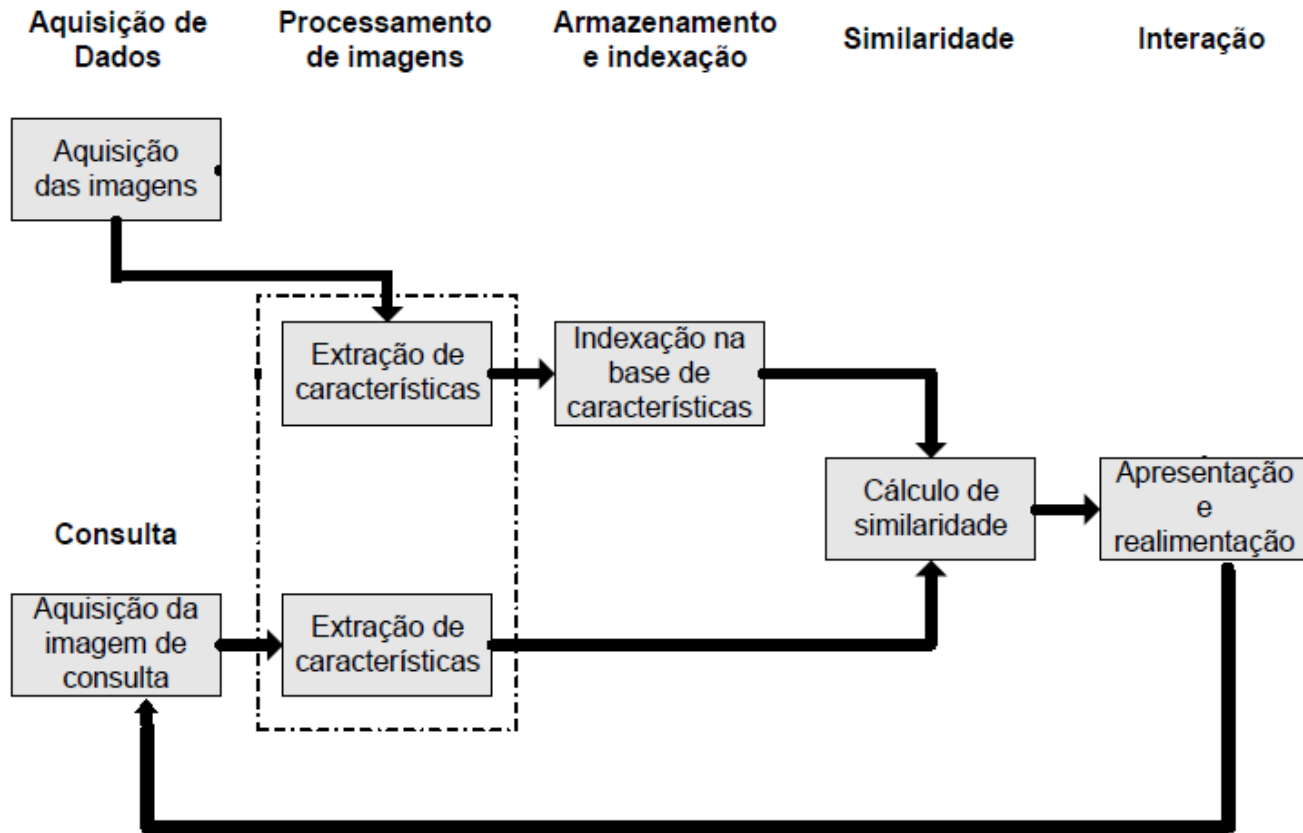 Aquisição de
Dados
Processamento
de imagens
Armazenamento
e indexação
Similaridade
Interação
Aquisição
das imagens
Extração de
características
Indexação na
base de
características
Cálculo de
similaridade
Apresentação
e
realimentação
Consulta
Aquisição da
imagem de
consulta
Extração de
características